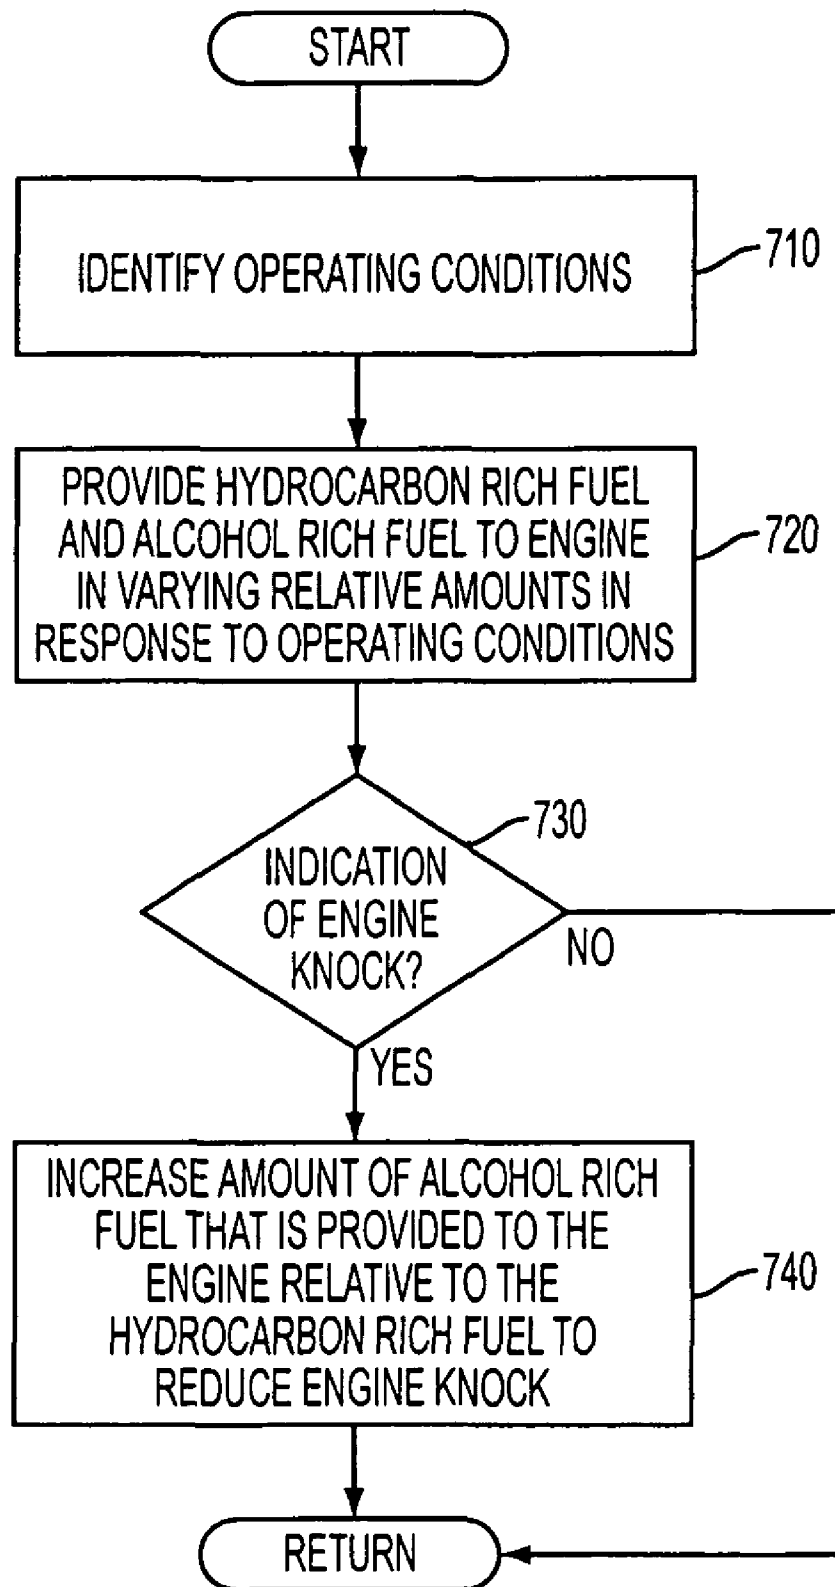 START
IDENTIFY OPERATING CONDITIONS
710
PROVIDE HYDROCARBON RICH FUEL
AND ALCOHOL RICH FUEL TO ENGINE
IN VARYING RELATIVE AMOUNTS IN
RESPONSE TO OPERATING CONDITIONS
720
730
INDICATION
OF ENGINE
KNOCK?
NO
YES
INCREASE AMOUNT OF ALCOHOL RICH
FUEL THAT IS PROVIDED TO THE
ENGINE RELATIVE TO THE
HYDROCARBON RICH FUEL TO
REDUCE ENGINE KNOCK
740
RETURN